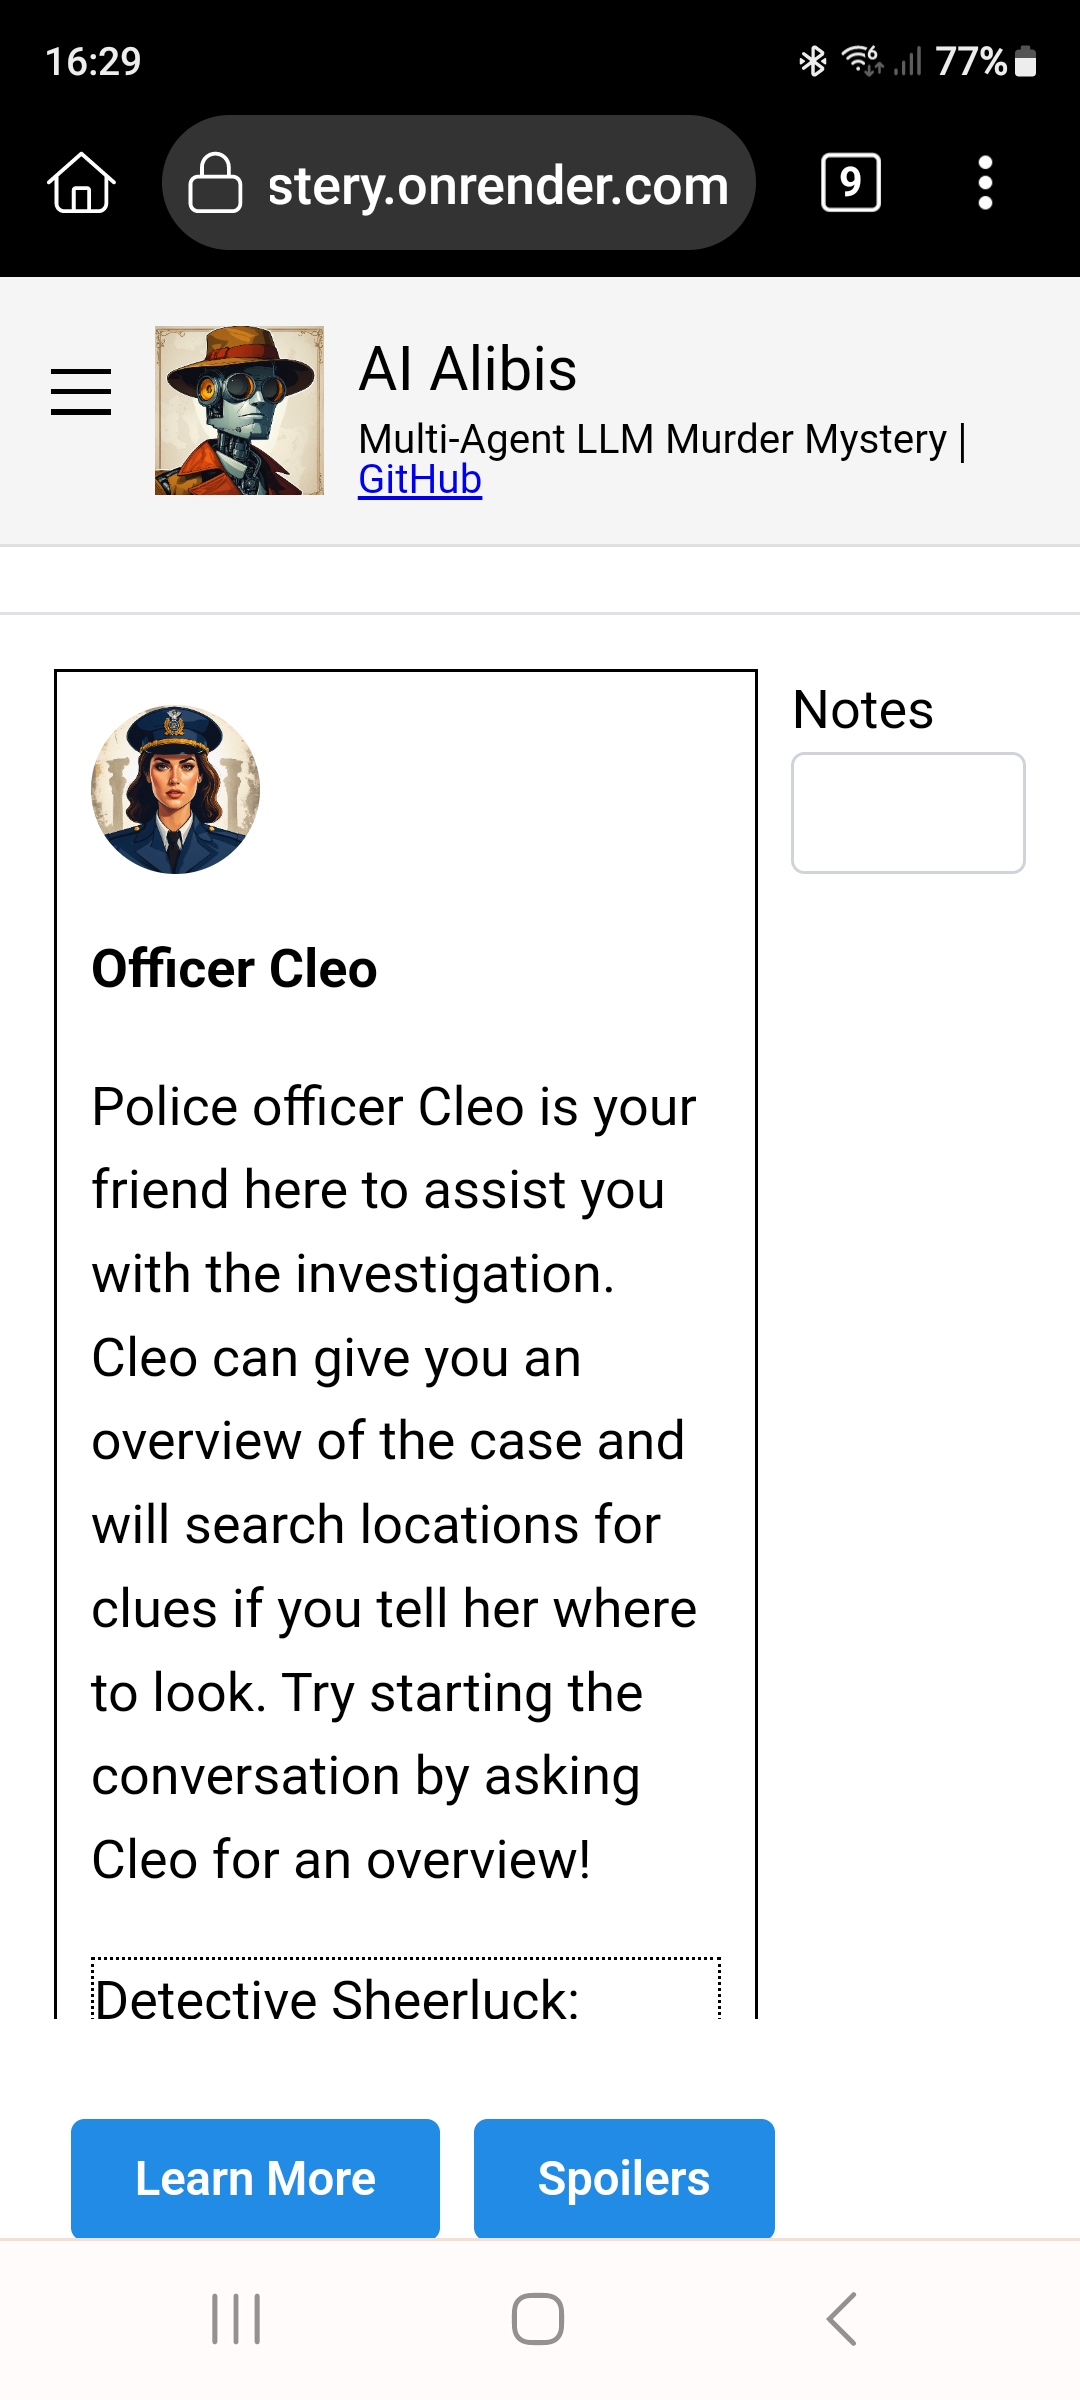 16:29
6
77%
stery.onrender.com
9
AI Alibis
Multi-Agent LLM Murder Mystery |
GitHub
Notes
Officer Cleo
Police officer Cleo is your
friend here to assist you
with the investigation.
Cleo can give you an
overview of the case and
will search locations for
clues if you tell her where
to look. Try starting the
conversation by asking
Cleo for an overview!
Detective Sheerluck:
Learn More
Spoilers